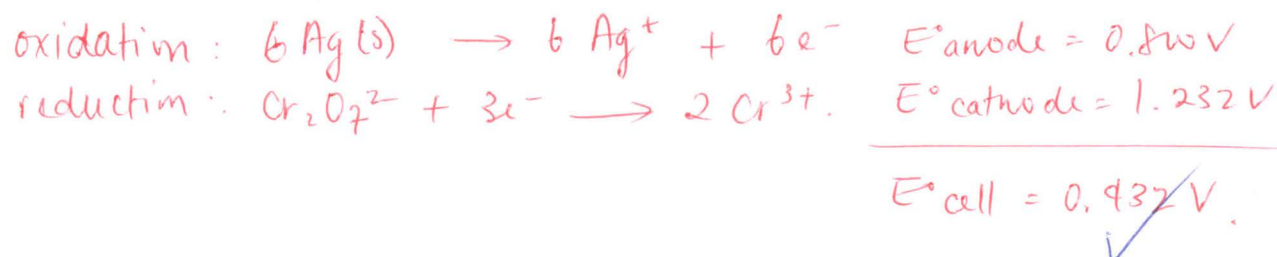 oxidation : 6 Ag (s) → 6 Ag⁺ + 6e⁻ E°anode = 0.800 V
reduction : Cr₂O₇²⁻ + 3e⁻ → 2 Cr³⁺. E° cathode = 1.232 V
E° cell = 0.432 V.